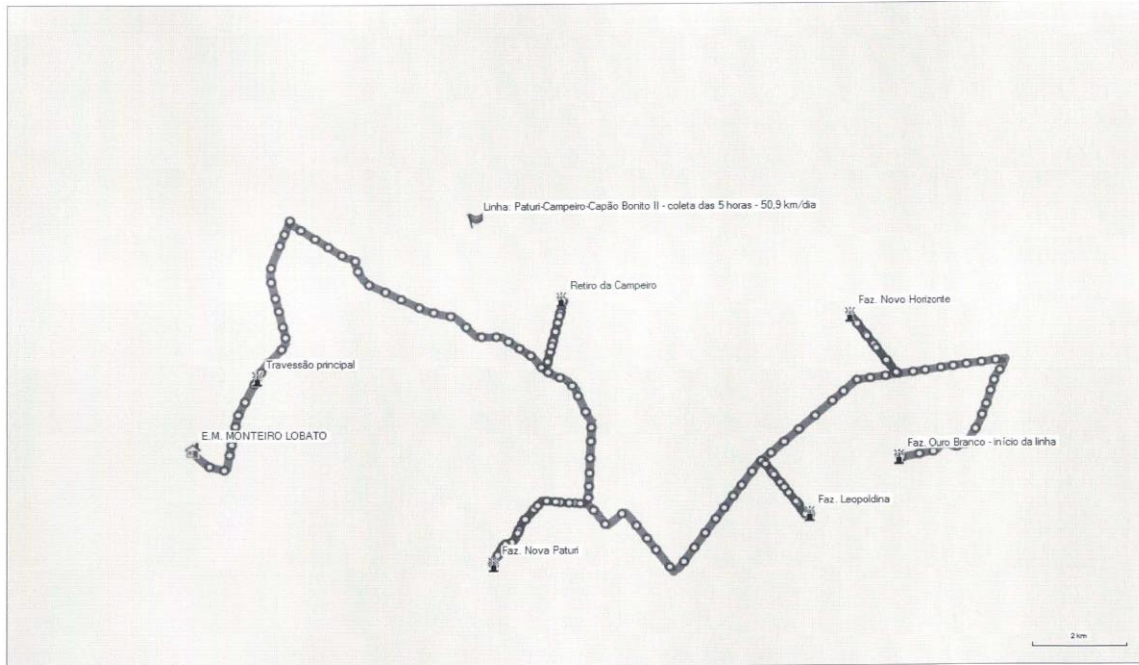 Linha: Paturi-Campeiro-Capão Bonito II - coleta das 5 horas - 50,9 km/dia
Retiro da Campeiro
Faz. Novo Horizonte
Travessão principal
E.M. MONTEIRO LOBATO
Faz. Ouro Branco - início da linha
Faz. Leopoldina
Faz. Nova Paturi
2 km